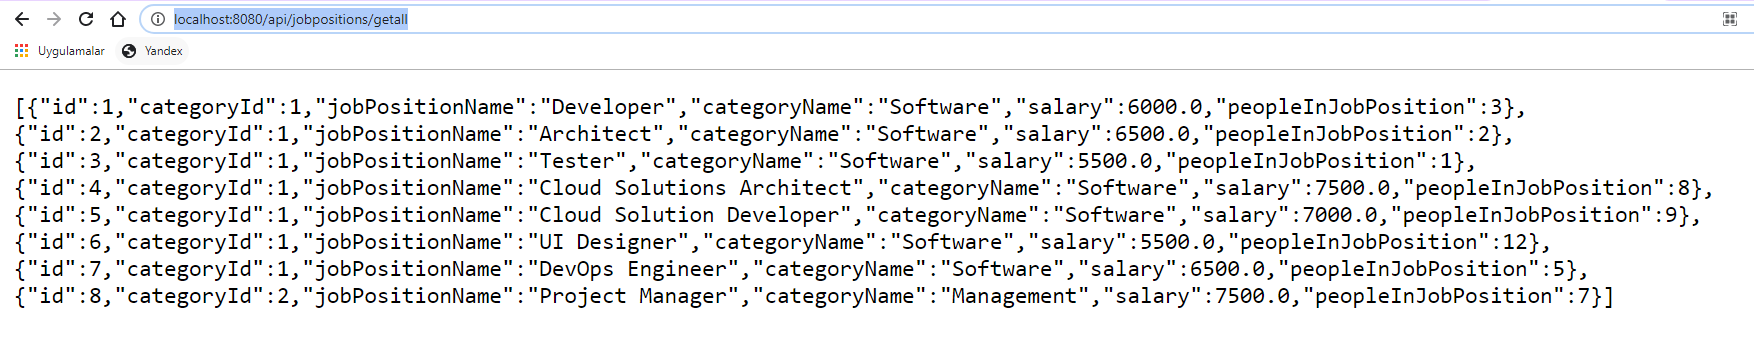 localhost:8080/api/jobpositions/getall
Uygulamalar Yandex
[{"id":1,"categoryId":1,"jobPositionName":"Developer","categoryName":"Software","salary":6000.0,"peopleInJobPosition":3},
{"id":2,"categoryId":1,"jobPositionName":"Architect","categoryName":"Software","salary":6500.0,"peopleInJobPosition":2},
{"id":3,"categoryId":1,"jobPositionName":"Tester","categoryName":"Software","salary":5500.0,"peopleInJobPosition":1},
{"id":4,"categoryId":1,"jobPositionName":"Cloud Solutions Architect","categoryName":"Software","salary":7500.0,"peopleInJobPosition":8},
{"id":5,"categoryId":1,"jobPositionName":"Cloud Solution Developer","categoryName":"Software","salary":7000.0,"peopleInJobPosition":9},
{"id":6,"categoryId":1,"jobPositionName":"UI Designer","categoryName":"Software","salary":5500.0,"peopleInJobPosition":12},
{"id":7,"categoryId":1,"jobPositionName":"DevOps Engineer","categoryName":"Software","salary":6500.0,"peopleInJobPosition":5},
{"id":8,"categoryId":2,"jobPositionName":"Project Manager","categoryName":"Management","salary":7500.0,"peopleInJobPosition":7}]